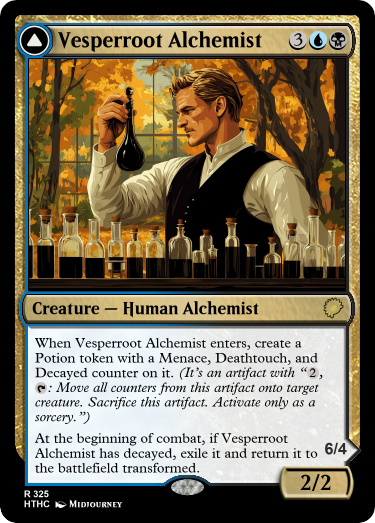 Vesperroot Alchemist 3
Creature — Human Alchemist
When Vesperroot Alchemist enters, create a
Potion token with a Menace, Deathtouch, and
Decayed counter on it. (It's an artifact with “2,
: Move all counters from this artifact onto target
creature. Sacrifice this artifact. Activate only as a
sorcery.”)
At the beginning of combat, if Vesperroot
Alchemist has decayed, exile it and return it to
the battlefield transformed.
6/4
2/2
R 325
HTHC Midjourney